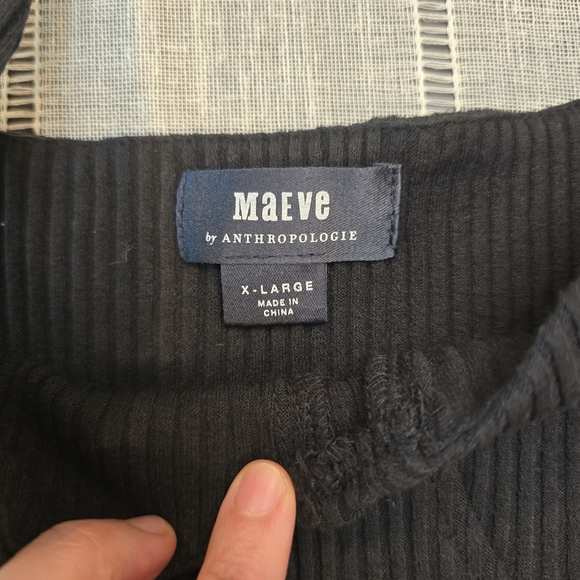 MaEve
by ANTHROPOLOGIE
X-LARGE
MADE IN
CHINA